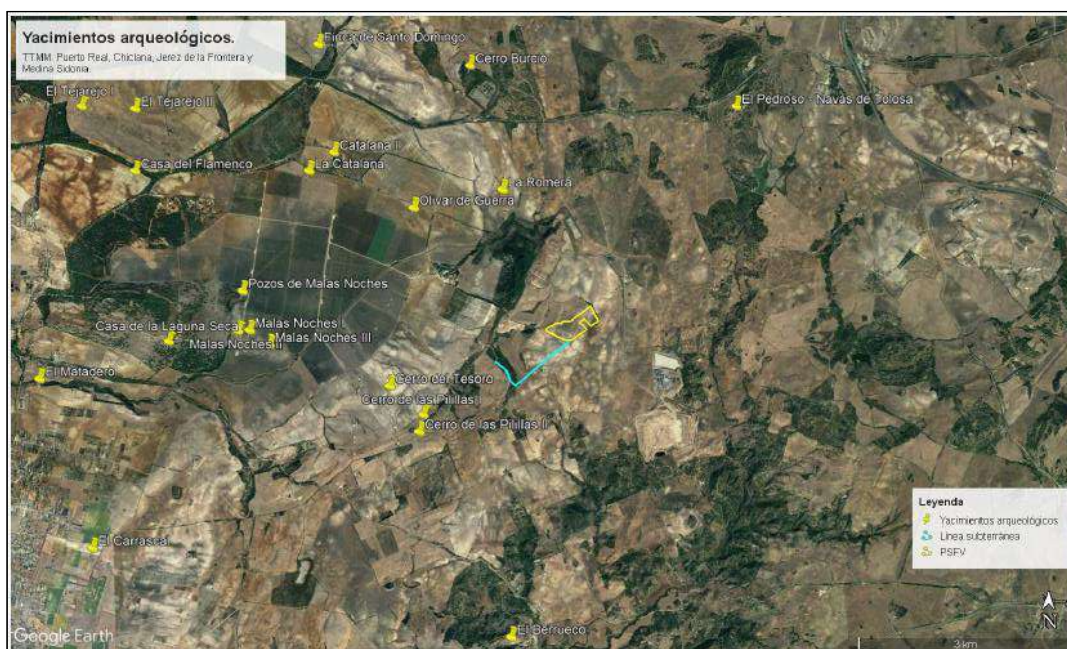 Yacimientos arqueológicos.
TTMM. Puerto Real, Chiclana, Jerez de la Frontera y
Medina Sidonia.
Finca de Santo Domingo
Cerro Burcio
El Tejarejo I
El Tejarejo II
El Pedroso - Navas de Tolosa
Catalana II
Casa del Flamenco
La Catalana
La Romera
Olivar de Guerra
Pozos de Malas Noches
Casa de la Laguna Seca
Malas Noches I
Malas Noches II
Malas Noches III
El Matadero
Cerro del Tesoro
Cerro de las Pilillas I
Cerro de las Pilillas II
Leyenda
Yacimientos arqueológicos
Línea subterránea
PSFV
El Carrascal
El Berrueco
Google Earth
N
3 km